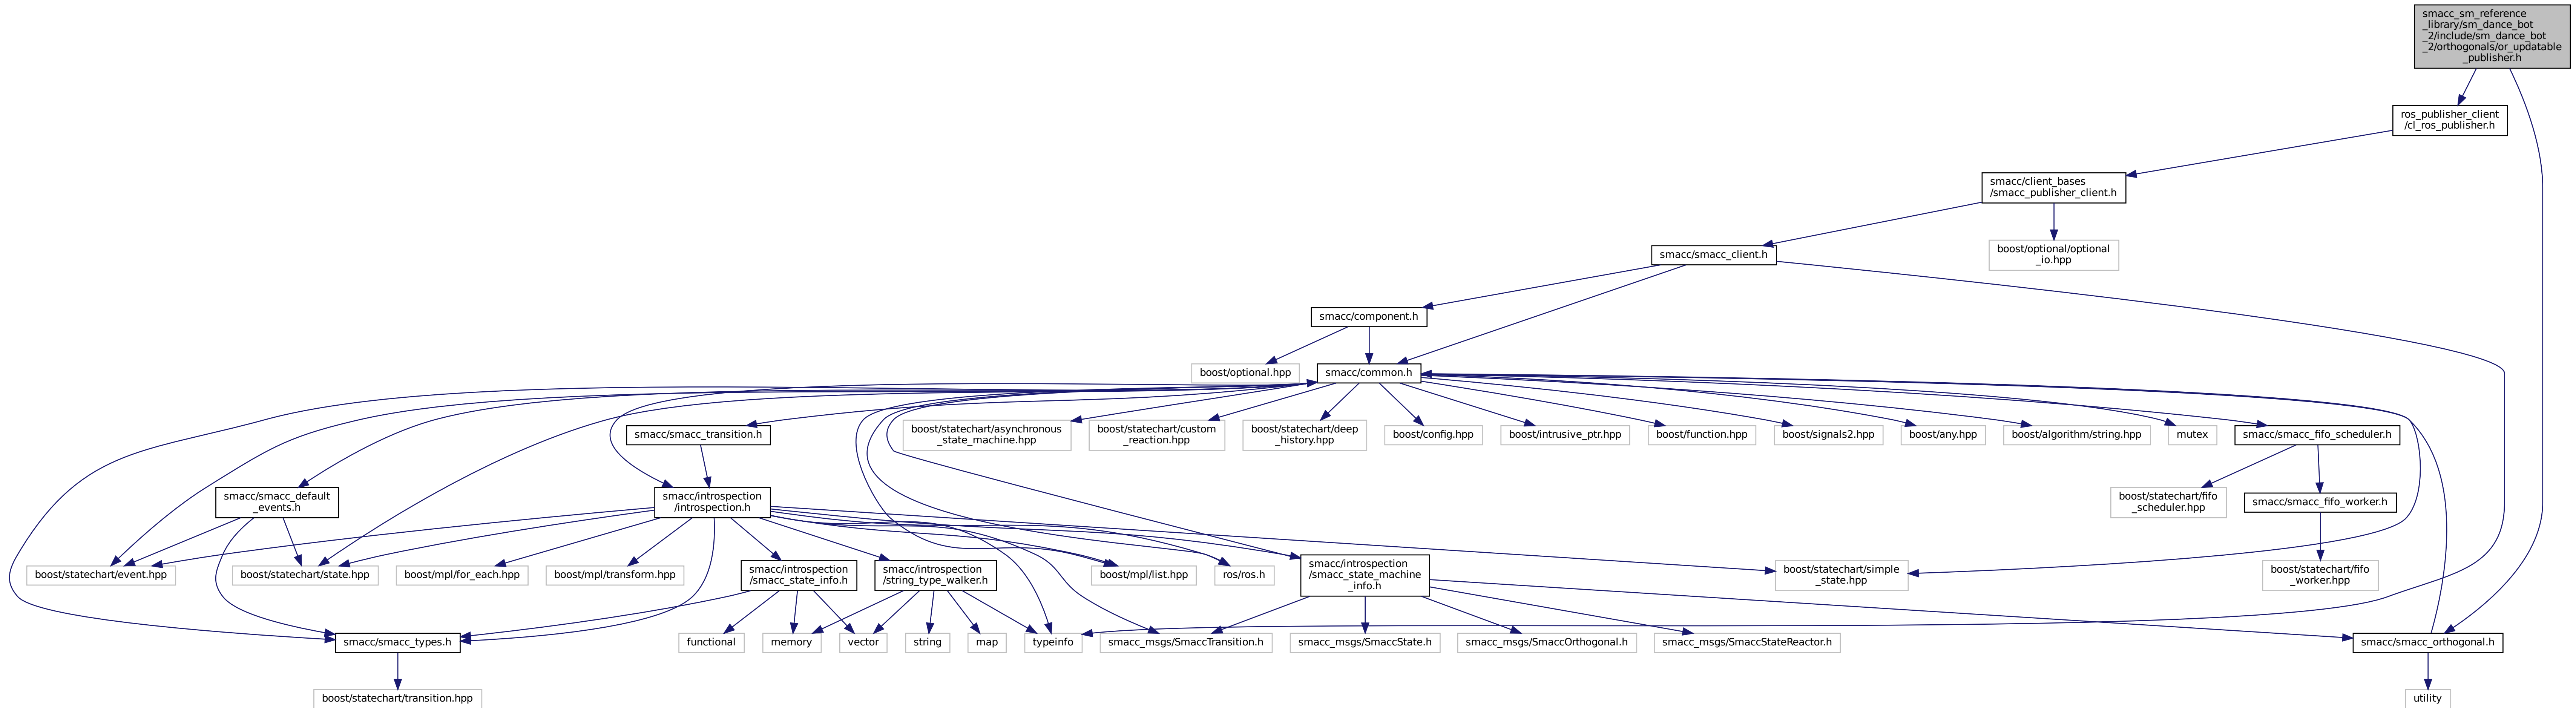 smacc_sm_reference
_library/sm_dance_bot
_2/include/sm_dance_bot
_2/orthogonals/or_updatable
_publisher.h
ros_publisher_client
/cl_ros_publisher.h
smacc/client_bases
/smacc_publisher_client.h
smacc/smacc_client.h
boost/optional/optional
_io.hpp
smacc/component.h
boost/optional.hpp
smacc/common.h
smacc/smacc_transition.h
boost/statechart/asynchronous
_state_machine.hpp
boost/statechart/custom
_reaction.hpp
boost/statechart/deep
_history.hpp
boost/config.hpp
boost/intrusive_ptr.hpp
boost/function.hpp
boost/signals2.hpp
boost/any.hpp
boost/algorithm/string.hpp
mutex
smacc/smacc_fifo_scheduler.h
smacc/smacc_default
_events.h
smacc/introspection
/introspection.h
boost/statechart/fifo
_scheduler.hpp
smacc/smacc_fifo_worker.h
boost/statechart/event.hpp
boost/statechart/state.hpp
boost/mpl/for_each.hpp
boost/mpl/transform.hpp
smacc/introspection
/smacc_state_info.h
smacc/introspection
/string_type_walker.h
boost/mpl/list.hpp
ros/ros.h
smacc/introspection
/smacc_state_machine
_info.h
boost/statechart/simple
_state.hpp
boost/statechart/fifo
_worker.hpp
smacc/smacc_types.h
functional
memory
vector
string
map
typeinfo
smacc_msgs/SmaccTransition.h
smacc_msgs/SmaccState.h
smacc_msgs/SmaccOrthogonal.h
smacc_msgs/SmaccStateReactor.h
smacc/smacc_orthogonal.h
boost/statechart/transition.hpp
utility